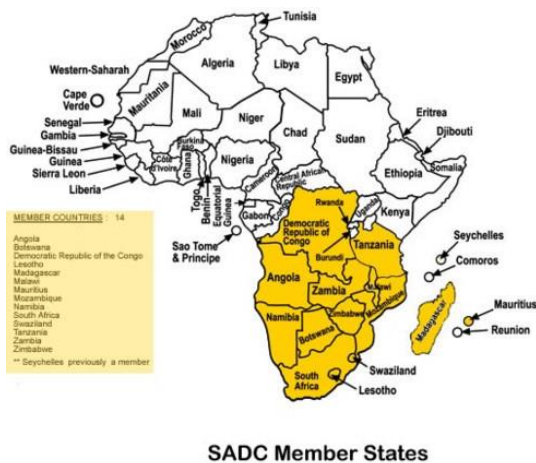 Tunisia
Morocco
Algeria
Libya
Egypt
Western-Saharah
Cape
Verde
Mauritania
Mali
Niger
Chad
Sudan
Eritrea
Djibouti
Senegal
Gambia
Guinea-Bissau
Guinea
Sierra Leon
Liberia
Côte
d'Ivoire
Burkina
Faso
Ghana
Togo
Benin
Nigeria
Cameroon
Central African
Republic
Ethiopia
Somalia
Equatorial
Guinea
Gabon
Congo
Rwanda
Uganda
Kenya
Democratic
Republic of
Congo
Burundi
Tanzania
Sao Tome
& Principe
Seychelles
Comoros
Angola
Zambia
Malawi
Mozambique
Zimbabwe
Namibia
Botswana
Madagascar
Mauritius
Reunion
Swaziland
South
Africa
Lesotho
MEMBER COUNTRIES : 14
Angola
Botswana
Democratic Republic of the Congo
Lesotho
Madagascar
Malawi
Mauritius
Mozambique
Namibia
South Africa
Swaziland
Tanzania
Zambia
Zimbabwe
** Seychelles previously a member
SADC Member States